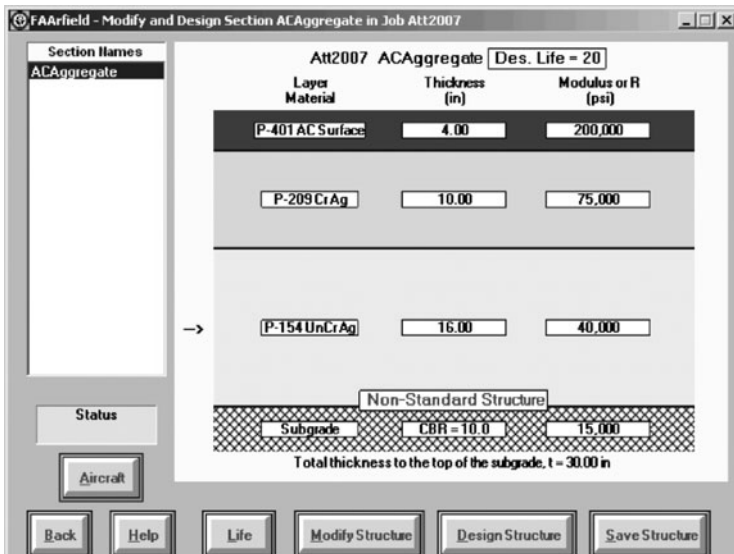 FAArfield - Modify and Design Section ACAggregate in Job Att2007
Section Names
ACAggregate
Att2007 ACAggregate Des. Life = 20
Layer Material Thickness (in) Modulus or R (psi)
P-401 AC Surface 4.00 200,000
P-209 CrAg 10.00 75,000
--> P-154 UnCrAg 16.00 40,000
Non-Standard Structure
Subgrade CBR = 10.0 15,000
Total thickness to the top of the subgrade, t = 30.00 in
Status
Aircraft
Back Help Life Modify Structure Design Structure Save Structure